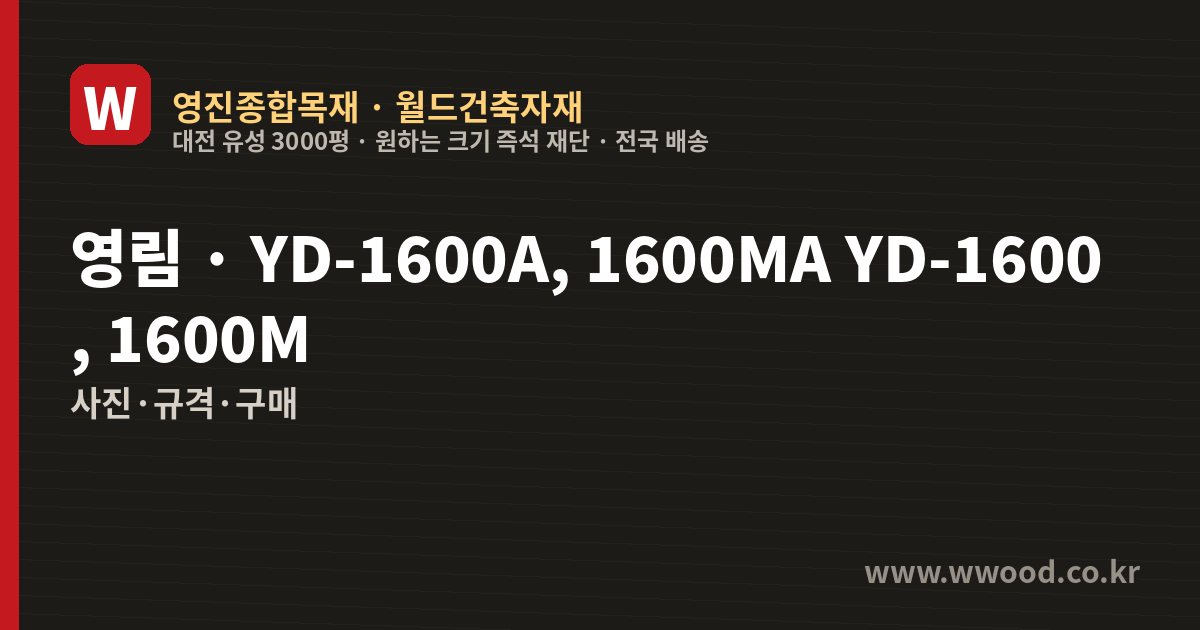 W
영진종합목재 · 월드건축자재
대전 유성 3000평 · 원하는 크기 즉석 재단 · 전국 배송
영림 · YD-1600A, 1600MA YD-1600
, 1600M
사진·규격·구매
www.wwood.co.kr